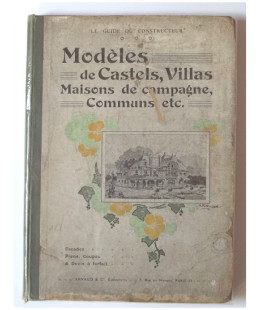 LE GUIDE DU CONSTRUCTEUR
Modèles
de Castels, Villas
Maisons de campagne,
Communs etc.
Façades
Plans, Coupes
& Devis à forfait